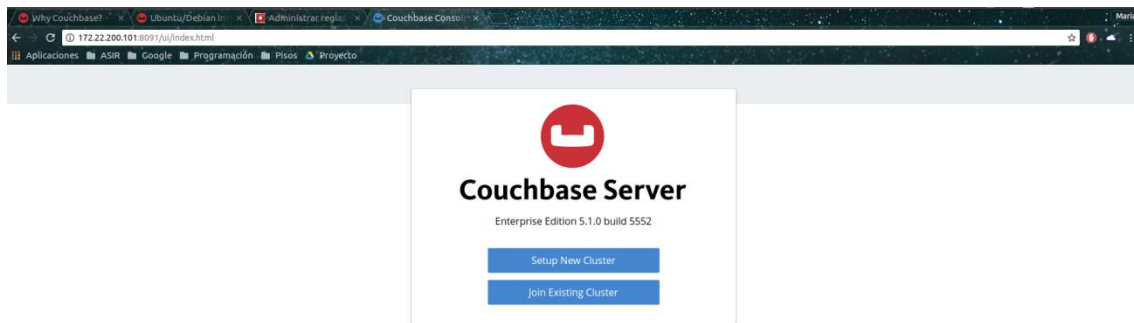 Why Couchbase?
Ubuntu/Debian In
Administrar regla
Couchbase Consol
Maria
172.22.200.101:8091/ui/index.html
Aplicaciones ASIR Google Programación Pisos Proyecto
Couchbase Server
Enterprise Edition 5.1.0 build 5552
Setup New Cluster
Join Existing Cluster